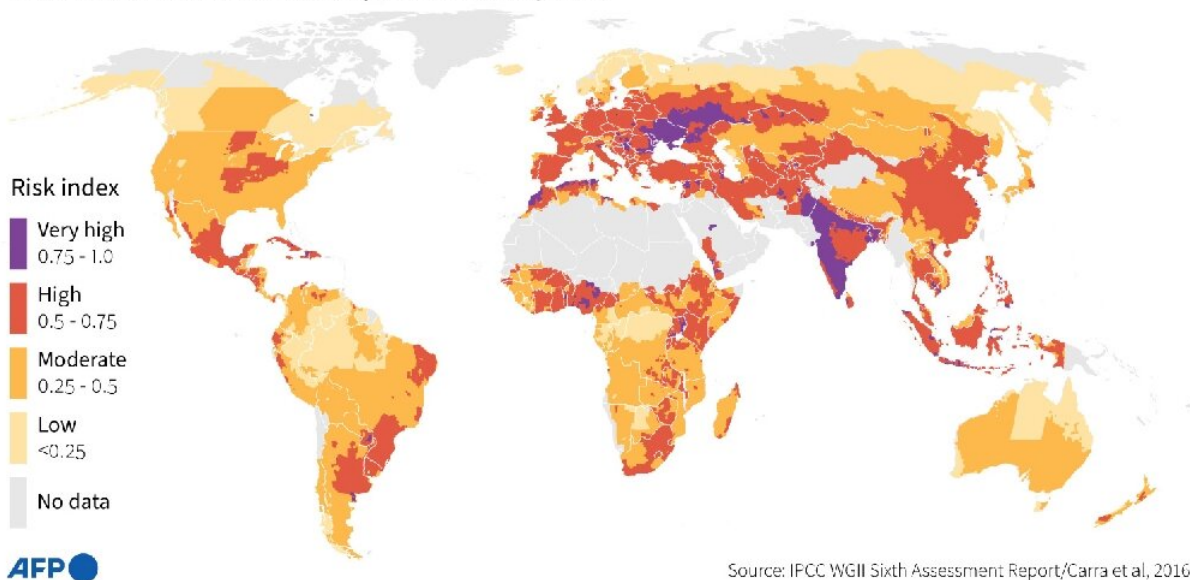 Risk index
Very high
0.75 - 1.0
High
0.5 - 0.75
Moderate
0.25 - 0.5
Low
<0.25
No data
AFP
Source: IPCC WGII Sixth Assessment Report/Carra et al, 2016